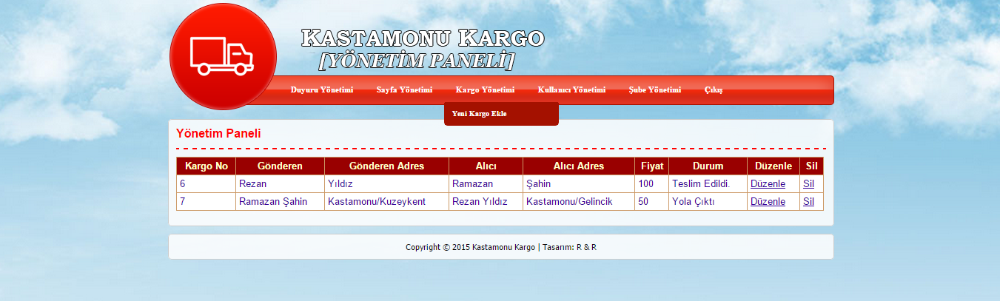 KASTAMONU KARGO
[YÖNETİM PANELİ]
Duyuru Yönetimi Sayfa Yönetimi Kargo Yönetimi Kullanıcı Yönetimi Şube Yönetimi Çıkış
Yeni Kargo Ekle
Yönetim Paneli
Kargo No Gönderen Gönderen Adres Alıcı Alıcı Adres Fiyat Durum Düzenle Sil
6 Rezan Yıldız Ramazan Şahin 100 Teslim Edildi. Düzenle Sil
7 Ramazan Şahin Kastamonu/Kuzeykent Rezan Yıldız Kastamonu/Gelincik 50 Yola Çıktı Düzenle Sil
Copyright © 2015 Kastamonu Kargo | Tasarım: R & R